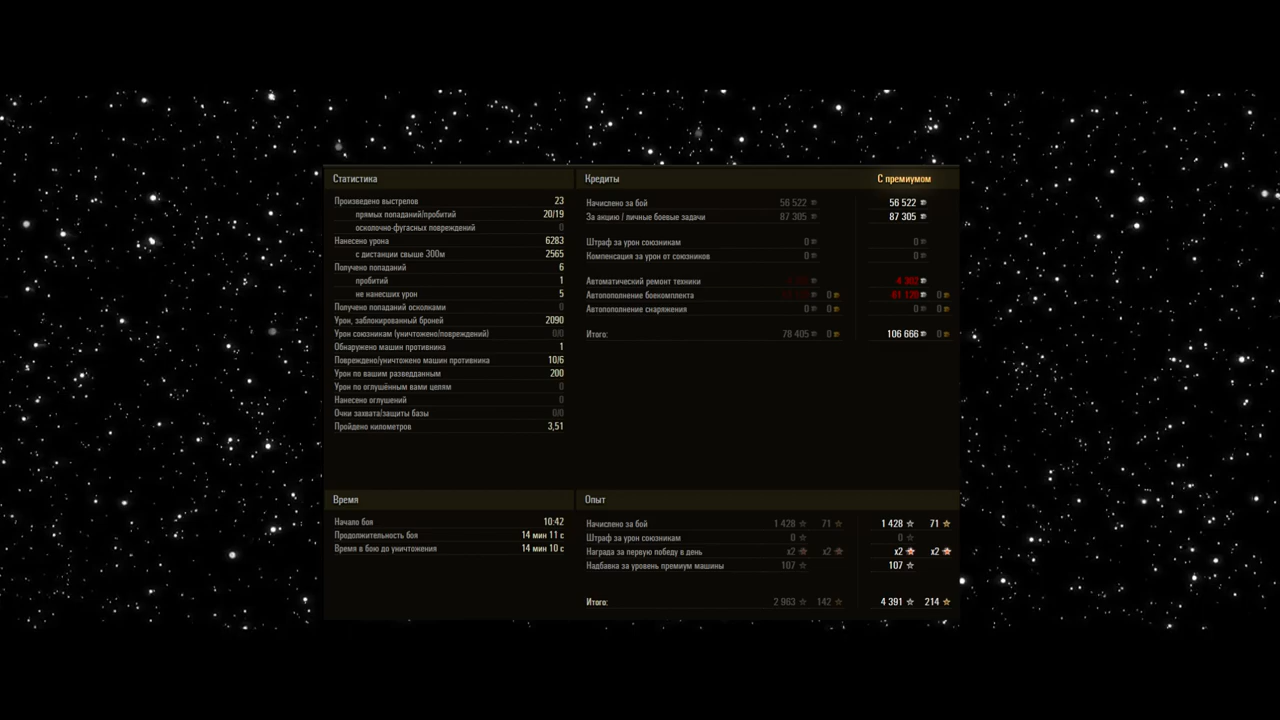 Статистика
Произведено выстрелов 23
прямых попаданий/пробитий 20/19
осколочно-фугасных повреждений 0
Нанесено урона 6283
с дистанции свыше 300м 2565
Получено попаданий 6
пробитий 1
не нанесших урон 5
Получено попаданий осколками 0
Урон, заблокированный броней 2090
Урон союзникам (уничтожено/повреждений) 0/0
Обнаружено машин противника 1
Повреждено/уничтожено машин противника 10/6
Урон по вашим разведданным 200
Урон по оглушённым вами целям 0
Нанесено оглушений 0
Очки захвата/защиты базы 0/0
Пройдено километров 3,51
Кредиты С премиумом
Начислено за бой 56 522 56 522
За акцию / личные боевые задачи 87 305 87 305
Штраф за урон союзникам 0 0
Компенсация за урон от союзников 0 0
Автоматический ремонт техники
Автопополнение боекомплекта 0 0
Автопополнение снаряжения 0 0 0 0
Итого: 78 405 0 106 666 0
Время
Начало боя 10:42
Продолжительность боя 14 мин 11 с
Время в бою до уничтожения 14 мин 10 с
Опыт
Начислено за бой 1 428 71 1 428 71
Штраф за урон союзникам 0 0
Награда за первую победу в день x2 x2 x2 x2
Надбавка за уровень премиум машины 107 107
Итого: 2 963 142 4 391 214